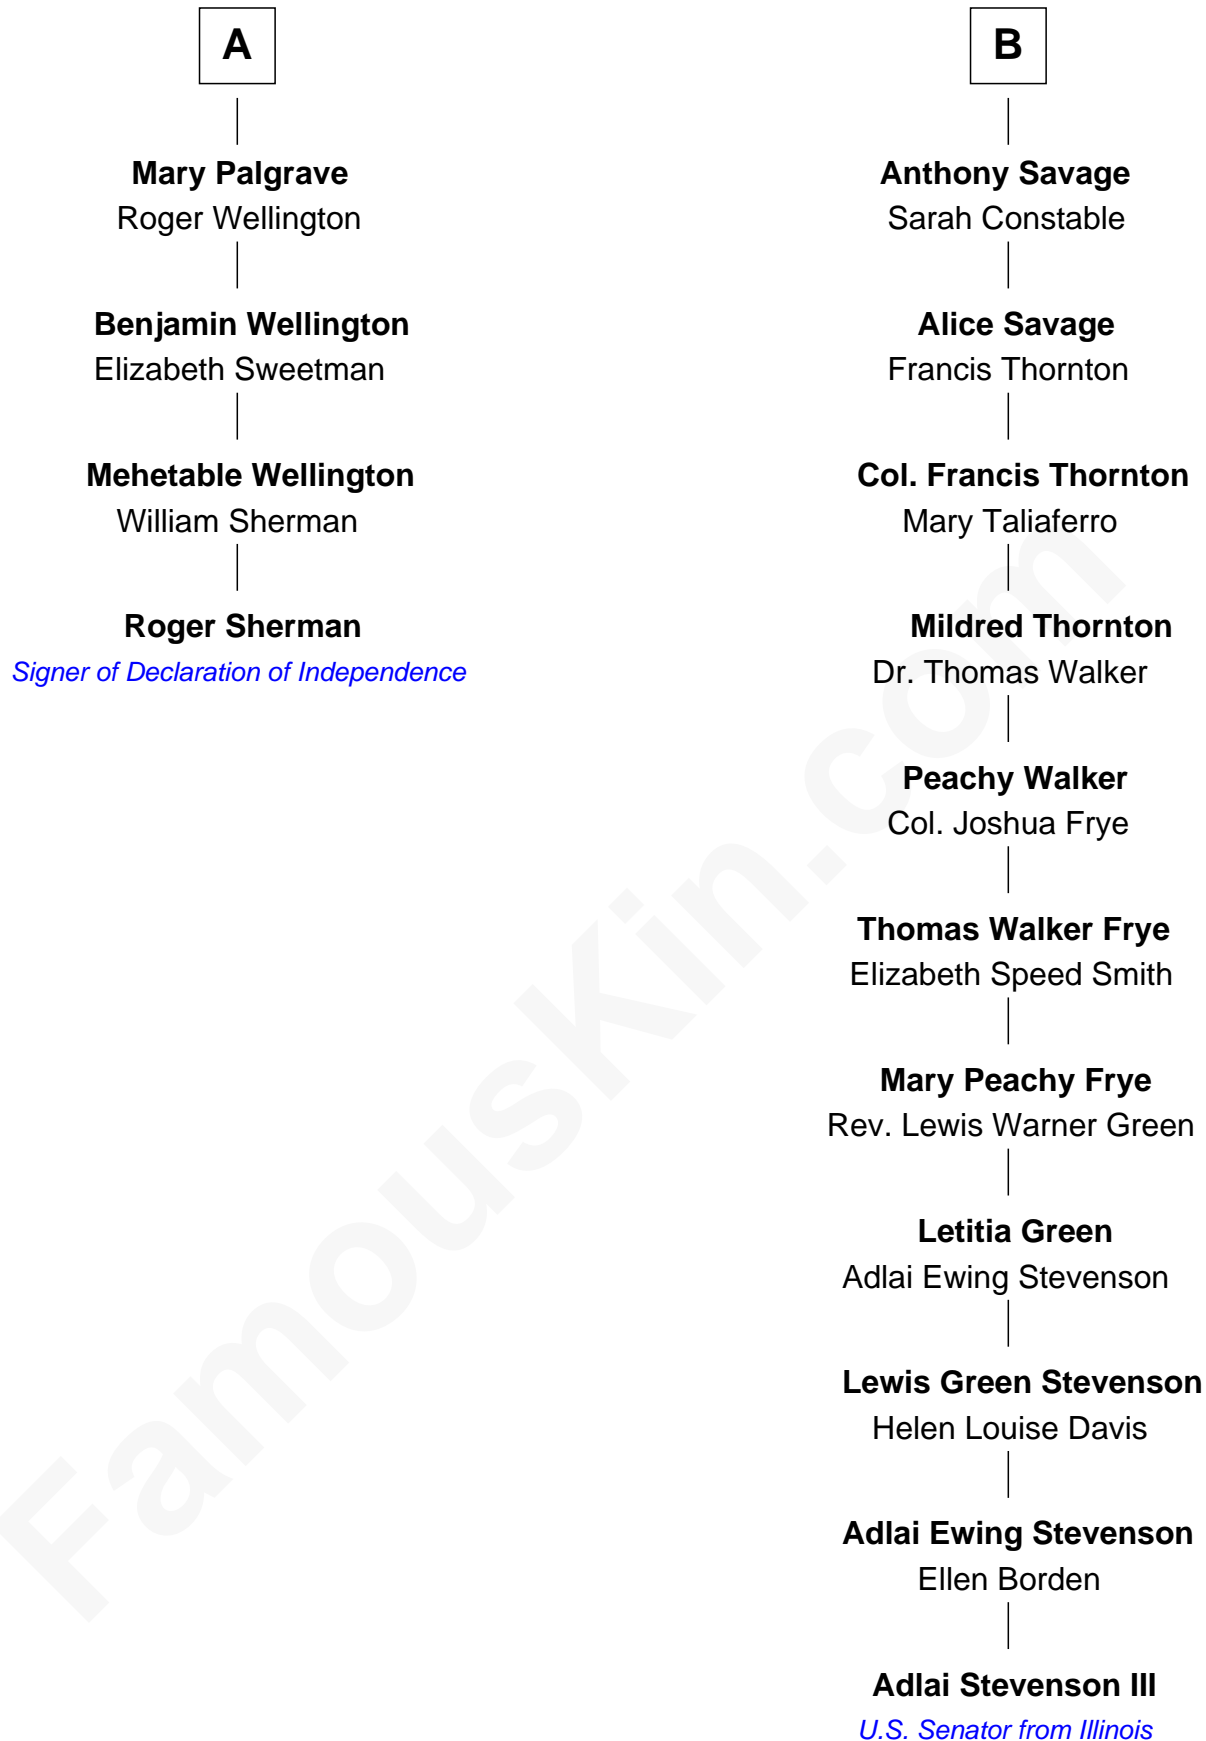 A
Mary Palgrave
Roger Wellington
Benjamin Wellington
Elizabeth Sweetman
Mehetable Wellington
William Sherman
Roger Sherman
Signer of Declaration of Independence
B
Anthony Savage
Sarah Constable
Alice Savage
Francis Thornton
Col. Francis Thornton
Mary Taliaferro
Mildred Thornton
Dr. Thomas Walker
Peachy Walker
Col. Joshua Frye
Thomas Walker Frye
Elizabeth Speed Smith
Mary Peachy Frye
Rev. Lewis Warner Green
Letitia Green
Adlai Ewing Stevenson
Lewis Green Stevenson
Helen Louise Davis
Adlai Ewing Stevenson
Ellen Borden
Adlai Stevenson III
U.S. Senator from Illinois
FamousKin.com